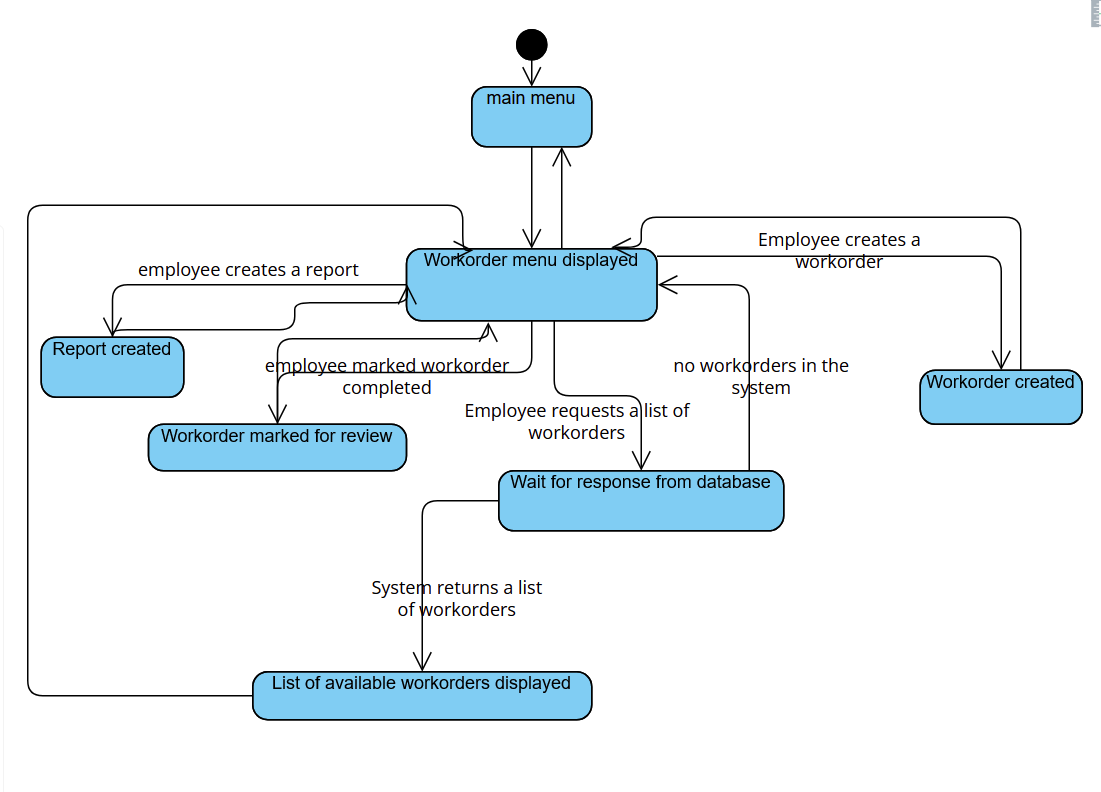 main menu
Employee creates a
workorder
Workorder menu displayed
employee creates a report
Report created
employee marked workorder
completed
no workorders in the
system
Workorder created
Employee requests a list of
workorders
Workorder marked for review
Wait for response from database
System returns a list
of workorders
List of available workorders displayed